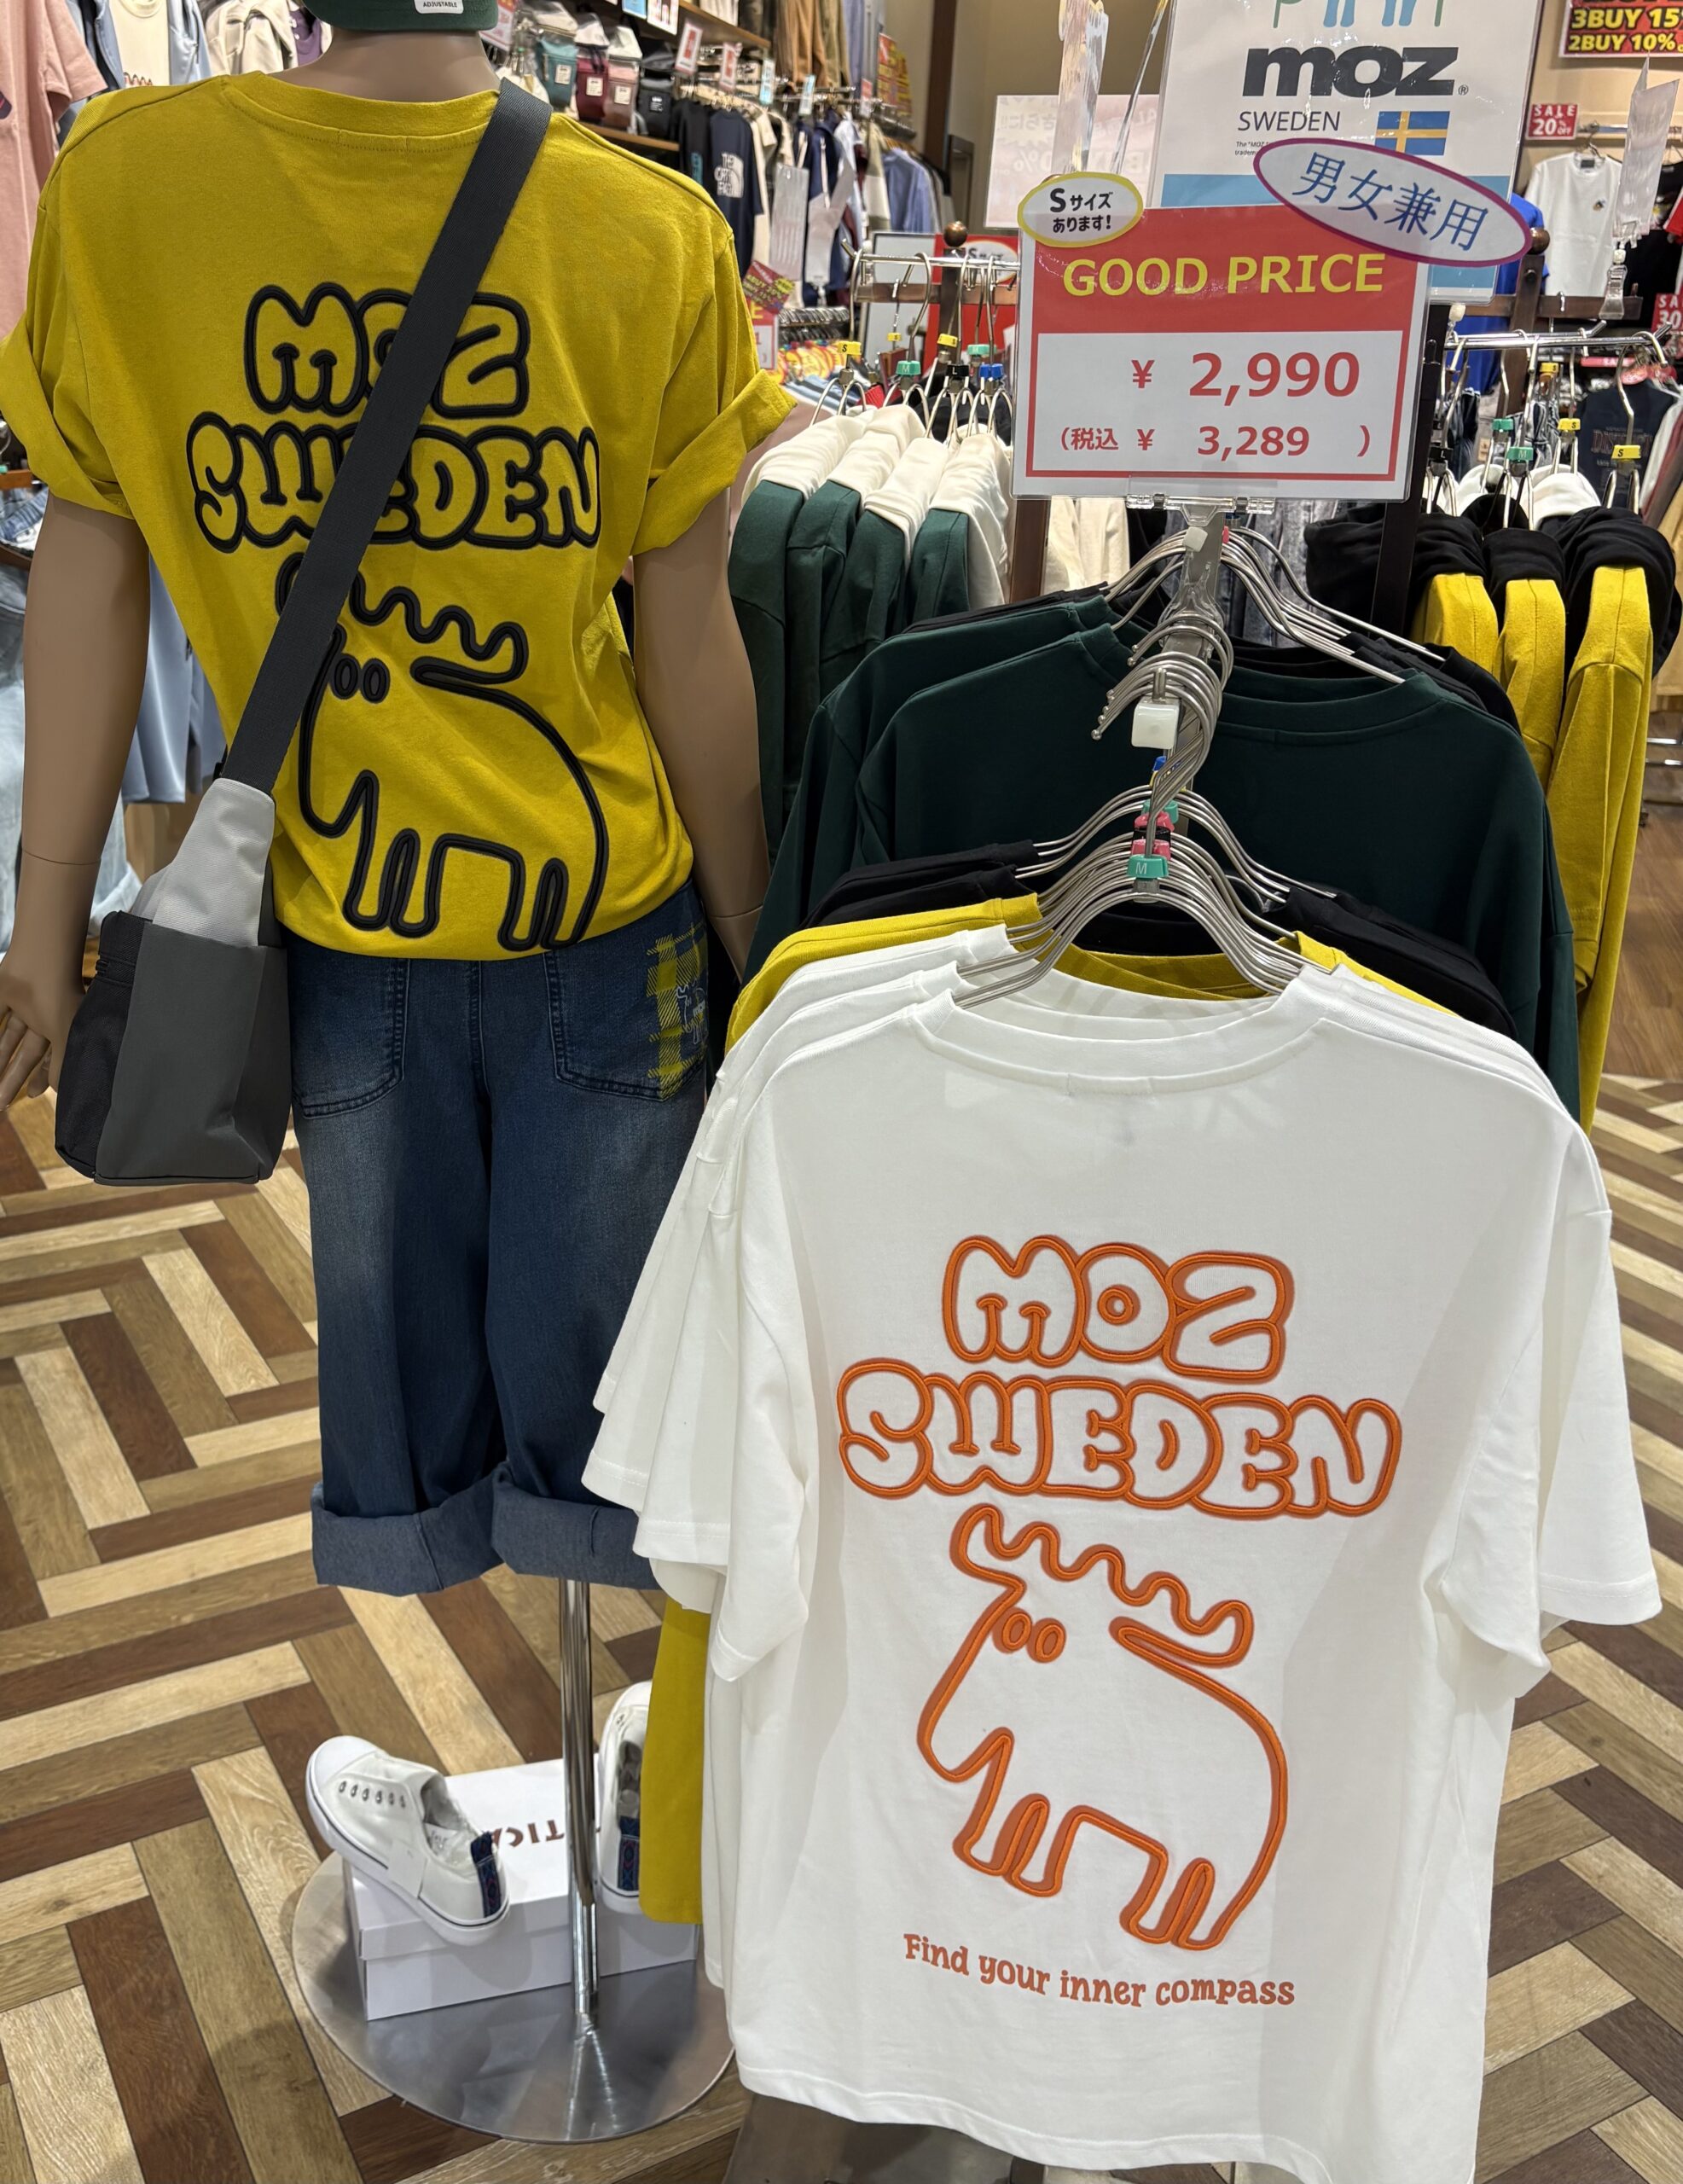 ADJUSTABLE
moz®
SWEDEN
3BUY 15
2BUY 10%
SALE
20%
OFF
男女兼用
Sサイズ
あります!
GOOD PRICE
¥ 2,990
(税込 ¥ 3,289 )
MOZ
SWEDEN
M
MOZ
SWEDEN
Find your inner compass